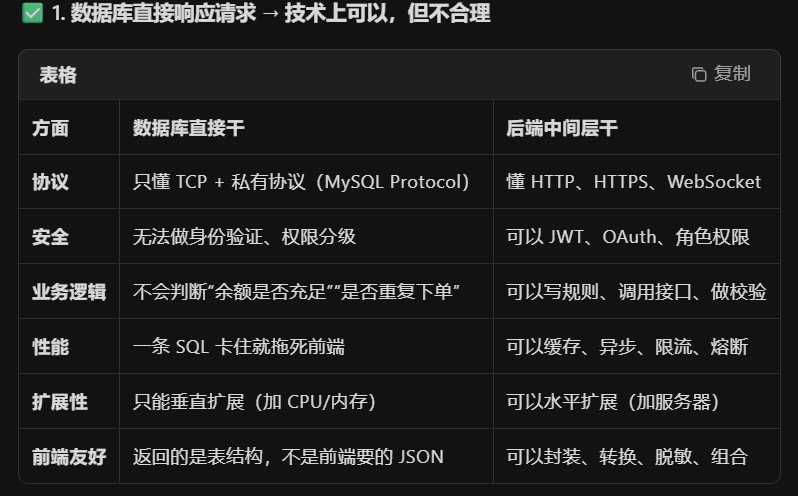 ✅ 1. 数据库直接响应请求 → 技术上可以，但不合理
表格 复制
方面 数据库直接干 后端中间层干
协议 只懂 TCP + 私有协议（MySQL Protocol） 懂 HTTP、HTTPS、WebSocket
安全 无法做身份验证、权限分级 可以 JWT、OAuth、角色权限
业务逻辑 不会判断“余额是否充足”“是否重复下单” 可以写规则、调用接口、做校验
性能 一条 SQL 卡住就拖死前端 可以缓存、异步、限流、熔断
扩展性 只能垂直扩展（加 CPU/内存） 可以水平扩展（加服务器）
前端友好 返回的是表结构，不是前端要的 JSON 可以封装、转换、脱敏、组合